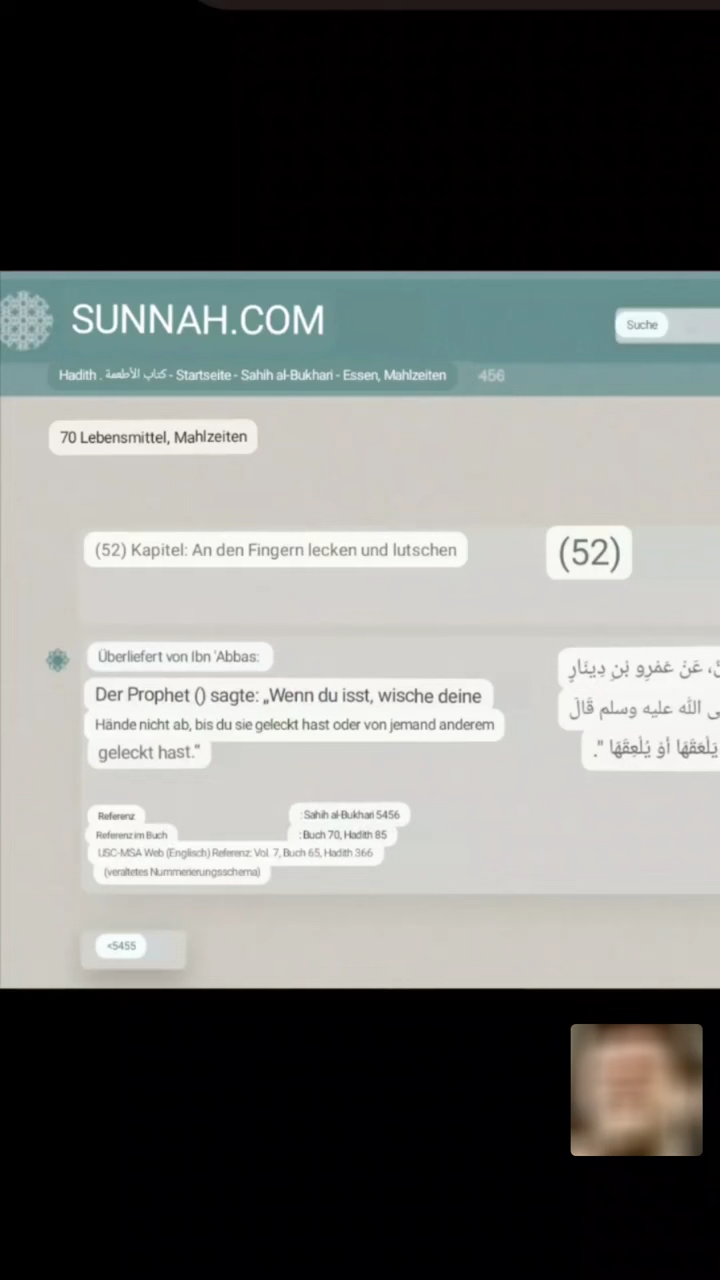 SUNNAH.COM
Suche
Hadith . كتاب الأطعمة - Startseite - Sahih al-Bukhari - Essen, Mahlzeiten 456
70 Lebensmittel, Mahlzeiten
(52) Kapitel: An den Fingern lecken und lutschen
(52)
Überliefert von Ibn 'Abbas:
Der Prophet () sagte: „Wenn du isst, wische deine
Hände nicht ab, bis du sie geleckt hast oder von jemand anderem
geleckt hast."
، عَنْ عَمْرِو بْنِ دِينَارٍ
الله عليه وسلم قَالَ
يَلْعَقَهَا أَوْ يُلْعِقَهَا ".
Referenz : Sahih al-Bukhari 5456
Referenz im Buch : Buch 70, Hadith 85
USC-MSA Web (Englisch) Referenz: Vol. 7, Buch 65, Hadith 366
(veraltetes Nummerierungsschema)
<5455